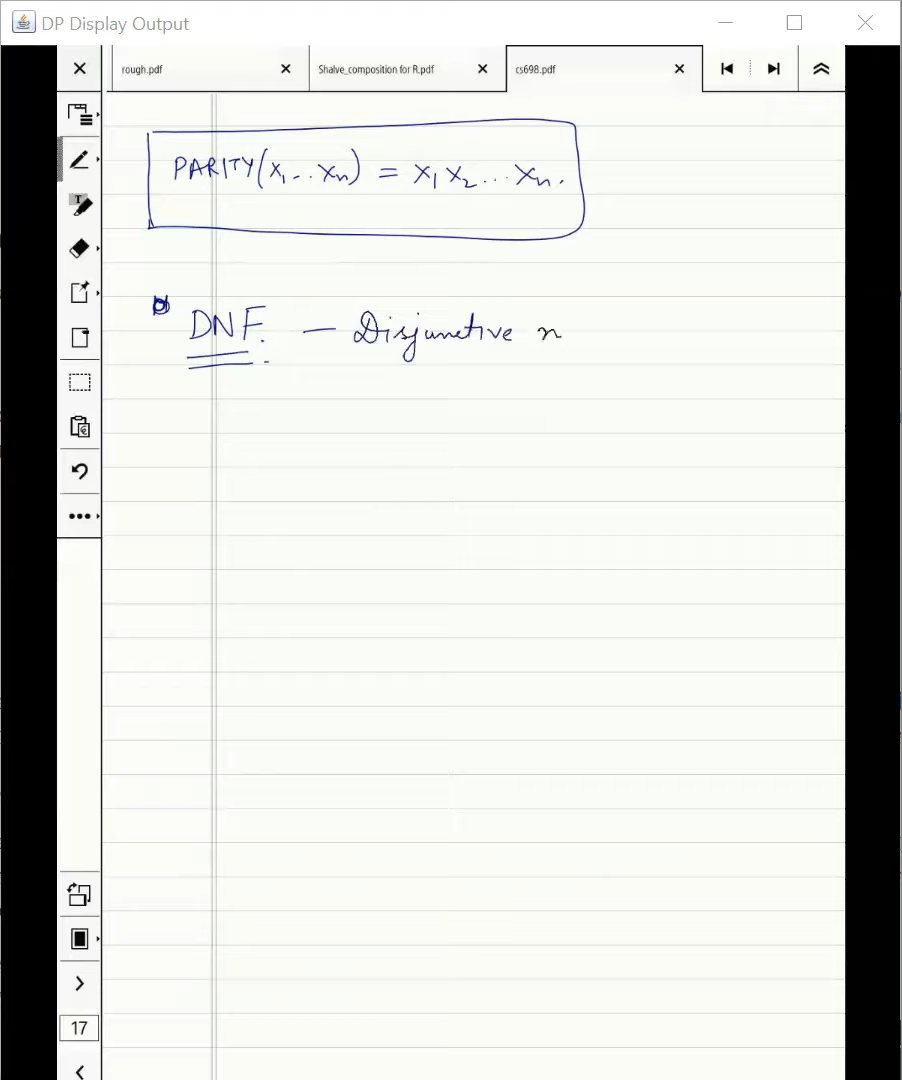 DP Display Output
rough.pdf
Shalve_composition for R.pdf
cs698.pdf
PARITY(x₁...xₙ) = x₁ x₂ ... xₙ.
DNF. — Disjunctive n
17